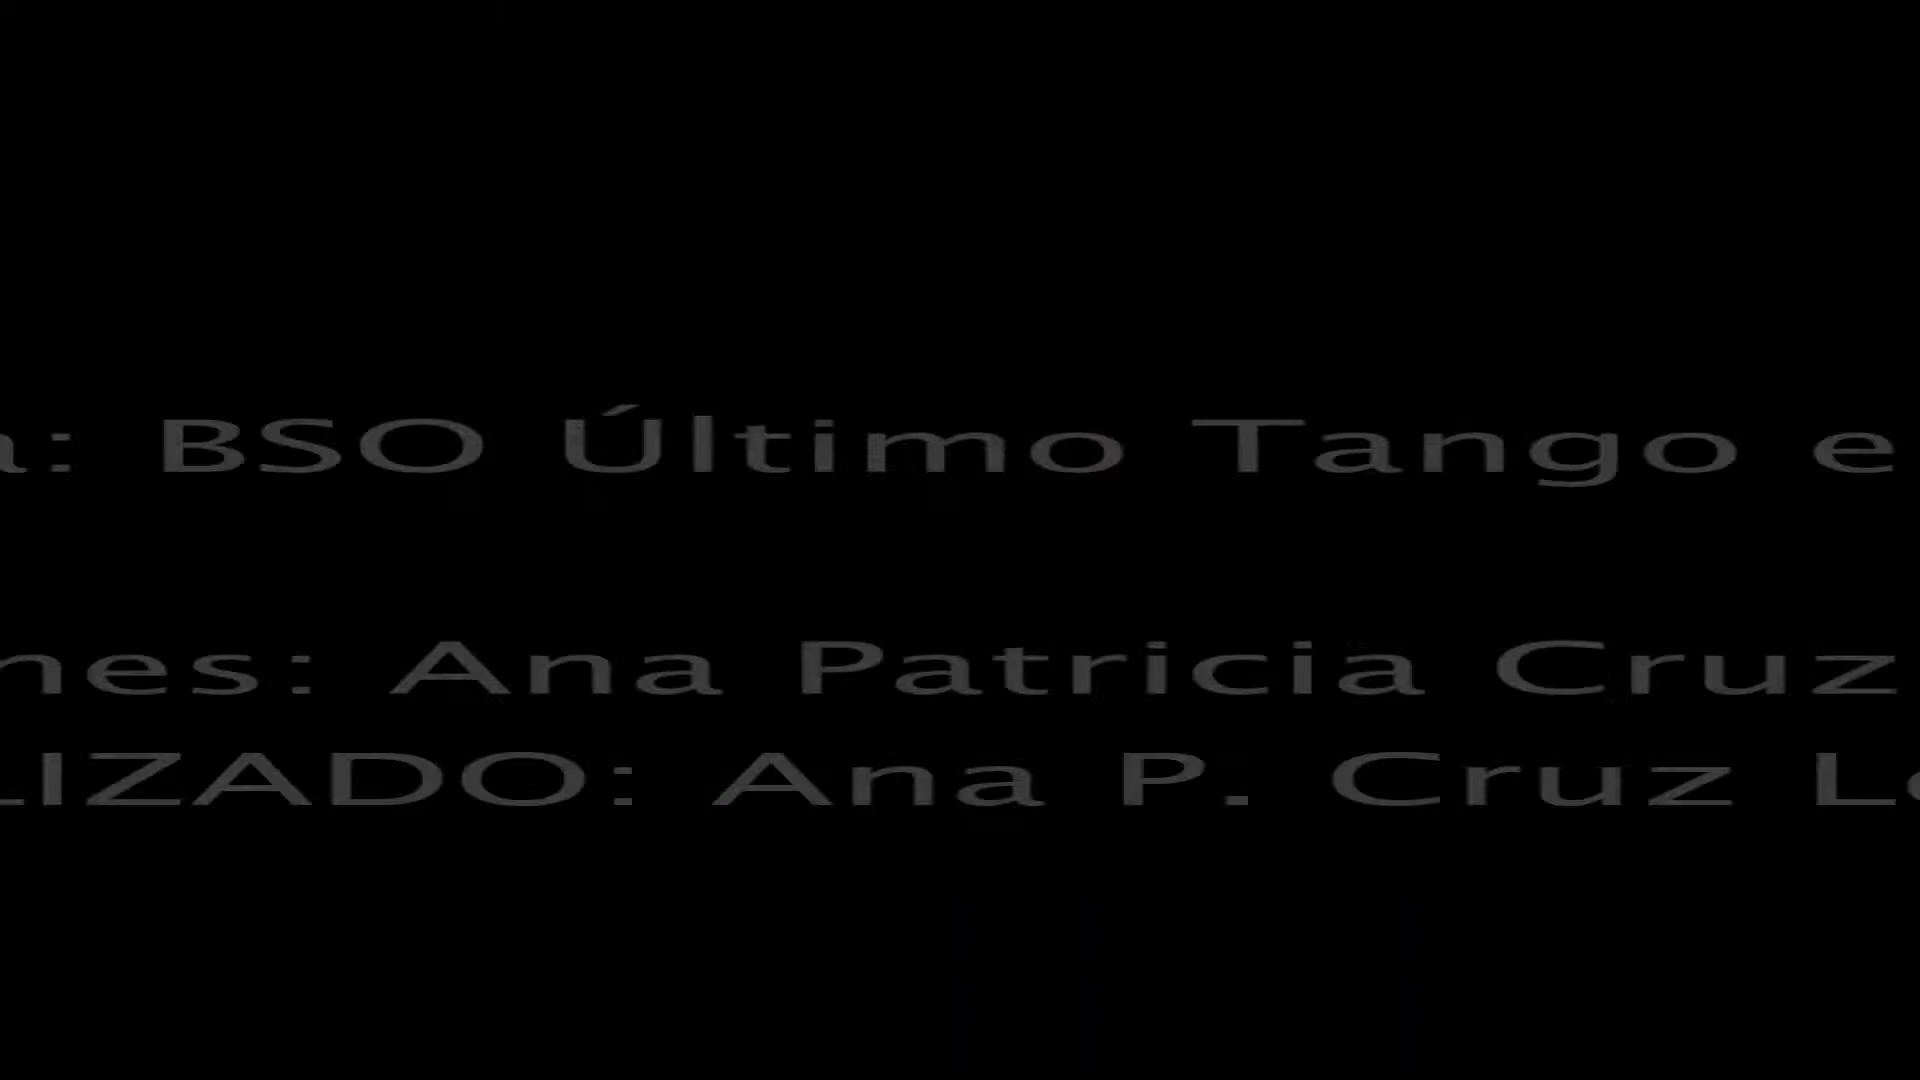 a: BSO Último Tango e
nes: Ana Patricia Cruz
LIZADO: Ana P. Cruz L